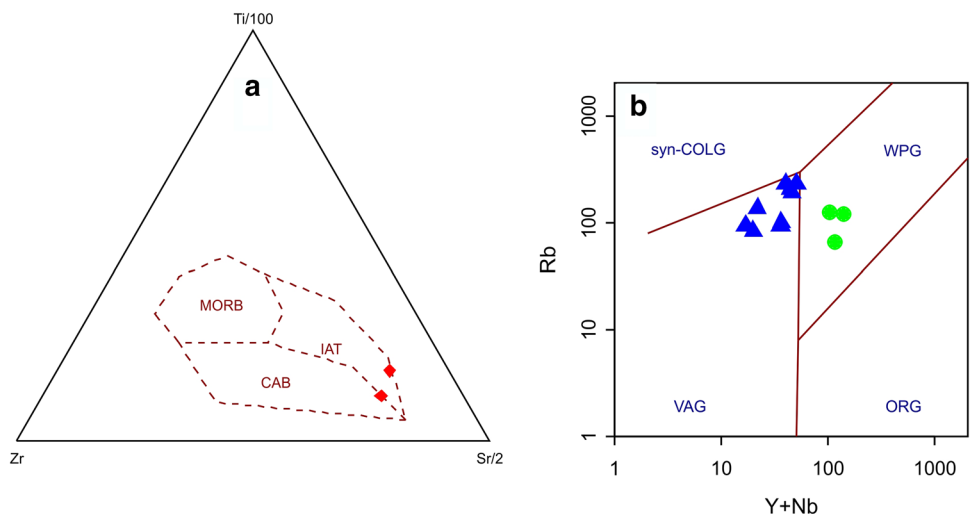 Ti/100
a
MORB
IAT
CAB
Zr
Sr/2
b
syn-COLG
WPG
VAG
ORG
Rb
1000
100
10
1
1
10
100
1000
Y+Nb